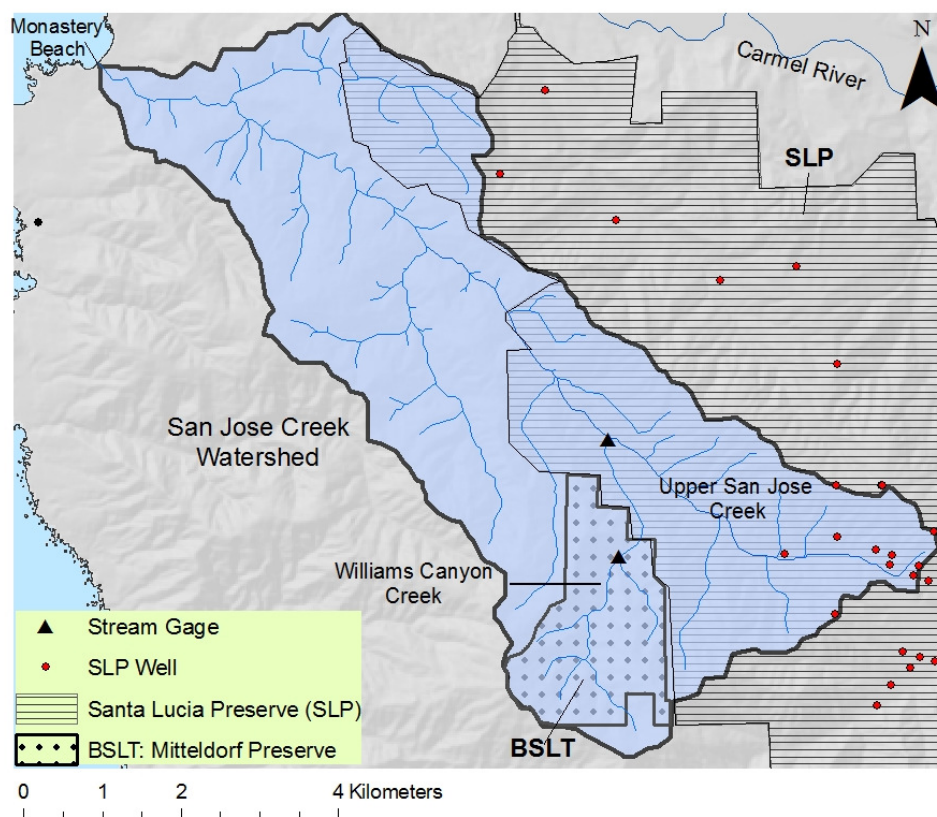 Monastery
Beach
N
Carmel River
SLP
San Jose Creek
Watershed
Upper San Jose
Creek
Williams Canyon
Creek
BSLT
Stream Gage
SLP Well
Santa Lucia Preserve (SLP)
BSLT: Mitteldorf Preserve
0 1 2 4 Kilometers